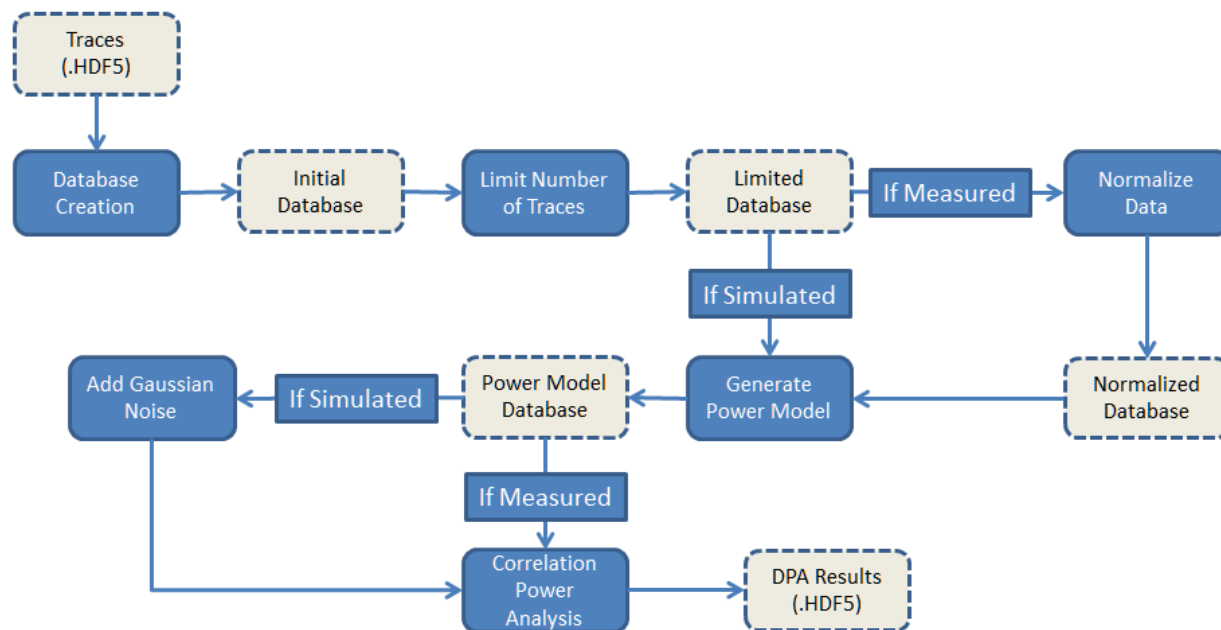 Traces
(.HDF5)
Database
Creation
Initial
Database
Limit Number
of Traces
Limited
Database
If Measured
Normalize
Data
If Simulated
Add Gaussian
Noise
If Simulated
Power Model
Database
Generate
Power Model
Normalized
Database
If Measured
Correlation
Power
Analysis
DPA Results
(.HDF5)